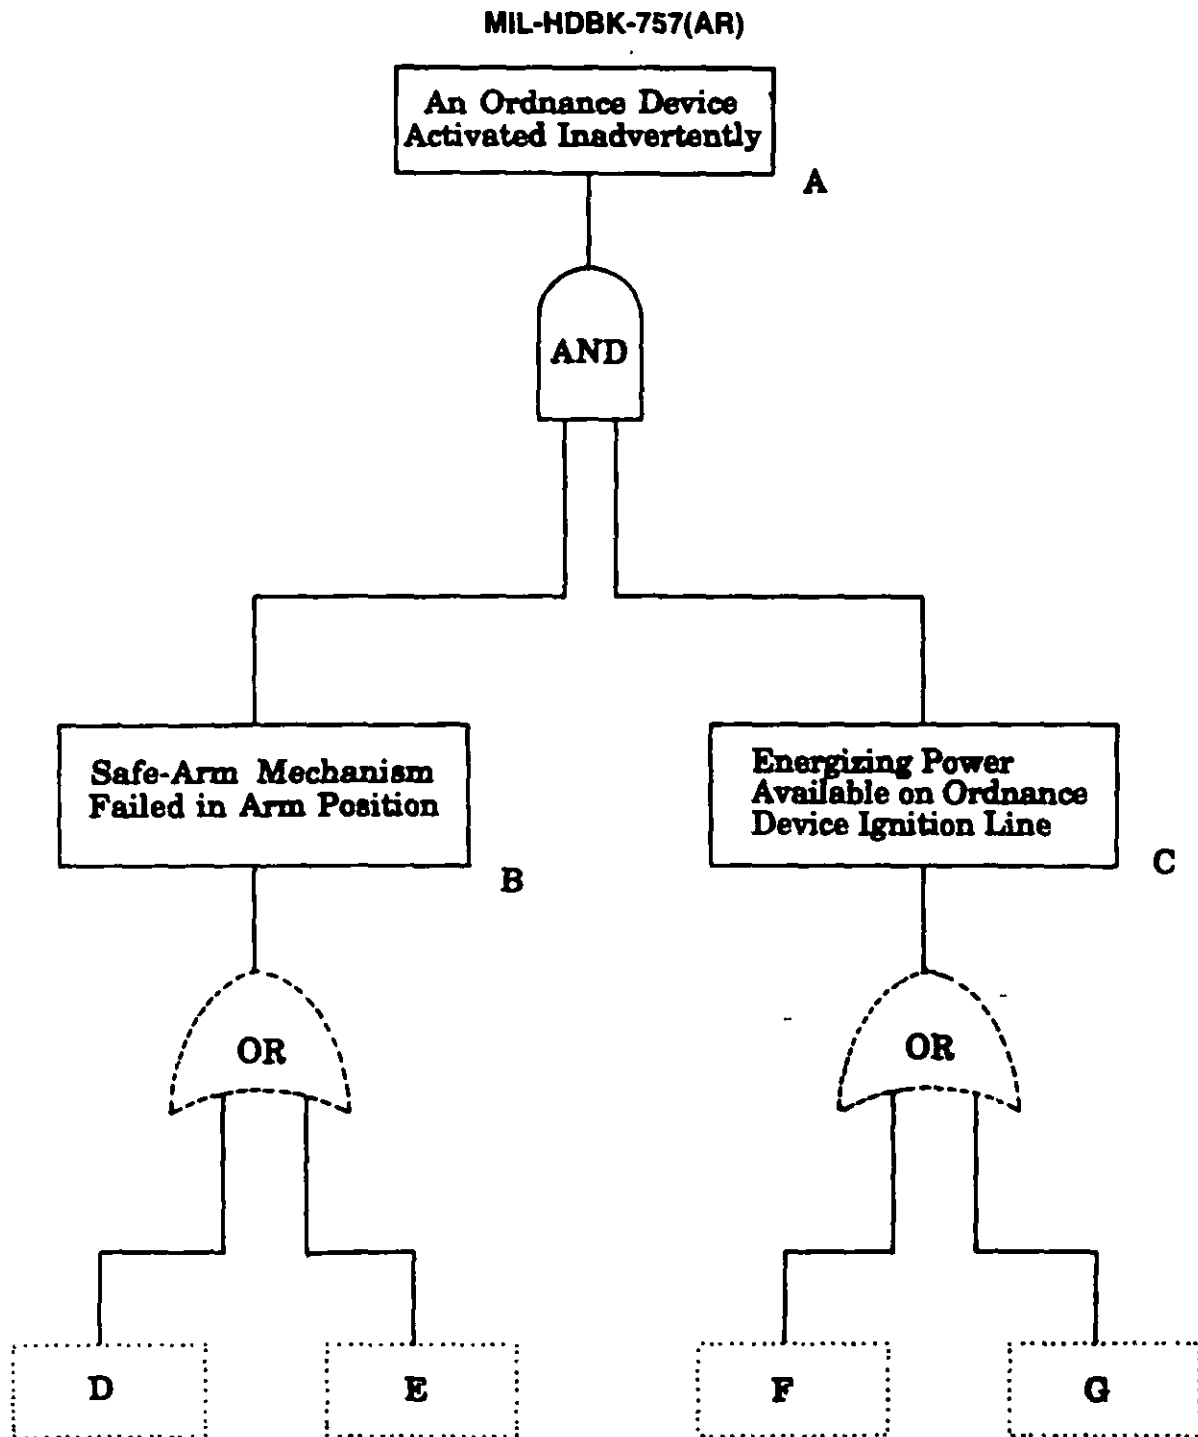 MIL-HDBK-757(AR)
An Ordnance Device
Activated Inadvertently
A
AND
Safe-Arm Mechanism
Failed in Arm Position
B
Energizing Power
Available on Ordnance
Device Ignition Line
C
OR
OR
D
E
F
G